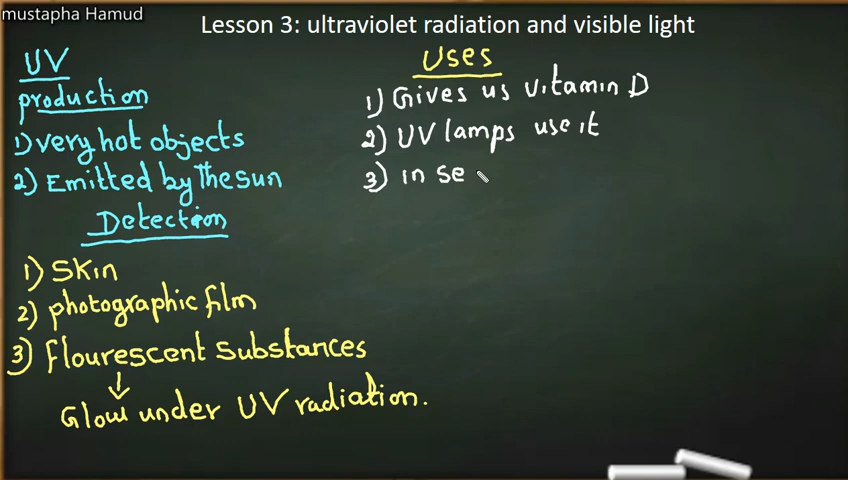 mustapha Hamud
Lesson 3: ultraviolet radiation and visible light
UV
production
1) very hot objects
2) Emitted by The sun
Detection
1) Skin
2) photographic film
3) flourescent substances
Glow under UV radiation.
Uses
1) Gives us vitamin D
2) UV lamps use it
3) in se